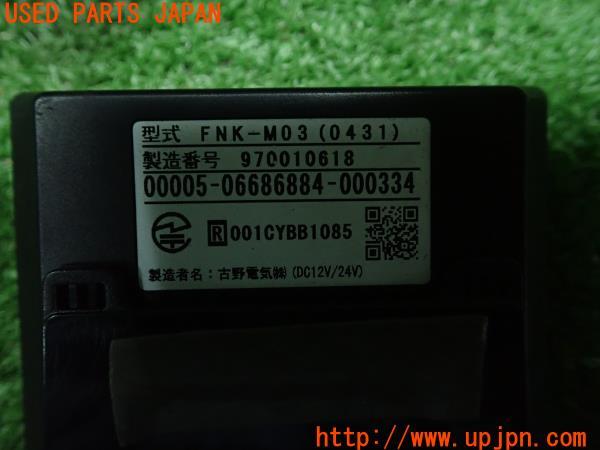 USED PARTS JAPAN
型式 FNK-M03(0431)
製造番号 970010618
00005-06686884-000334
R 001CYBB1085
製造者名:古野電気㈱(DC12V/24V)
http://www.upjpn.com/